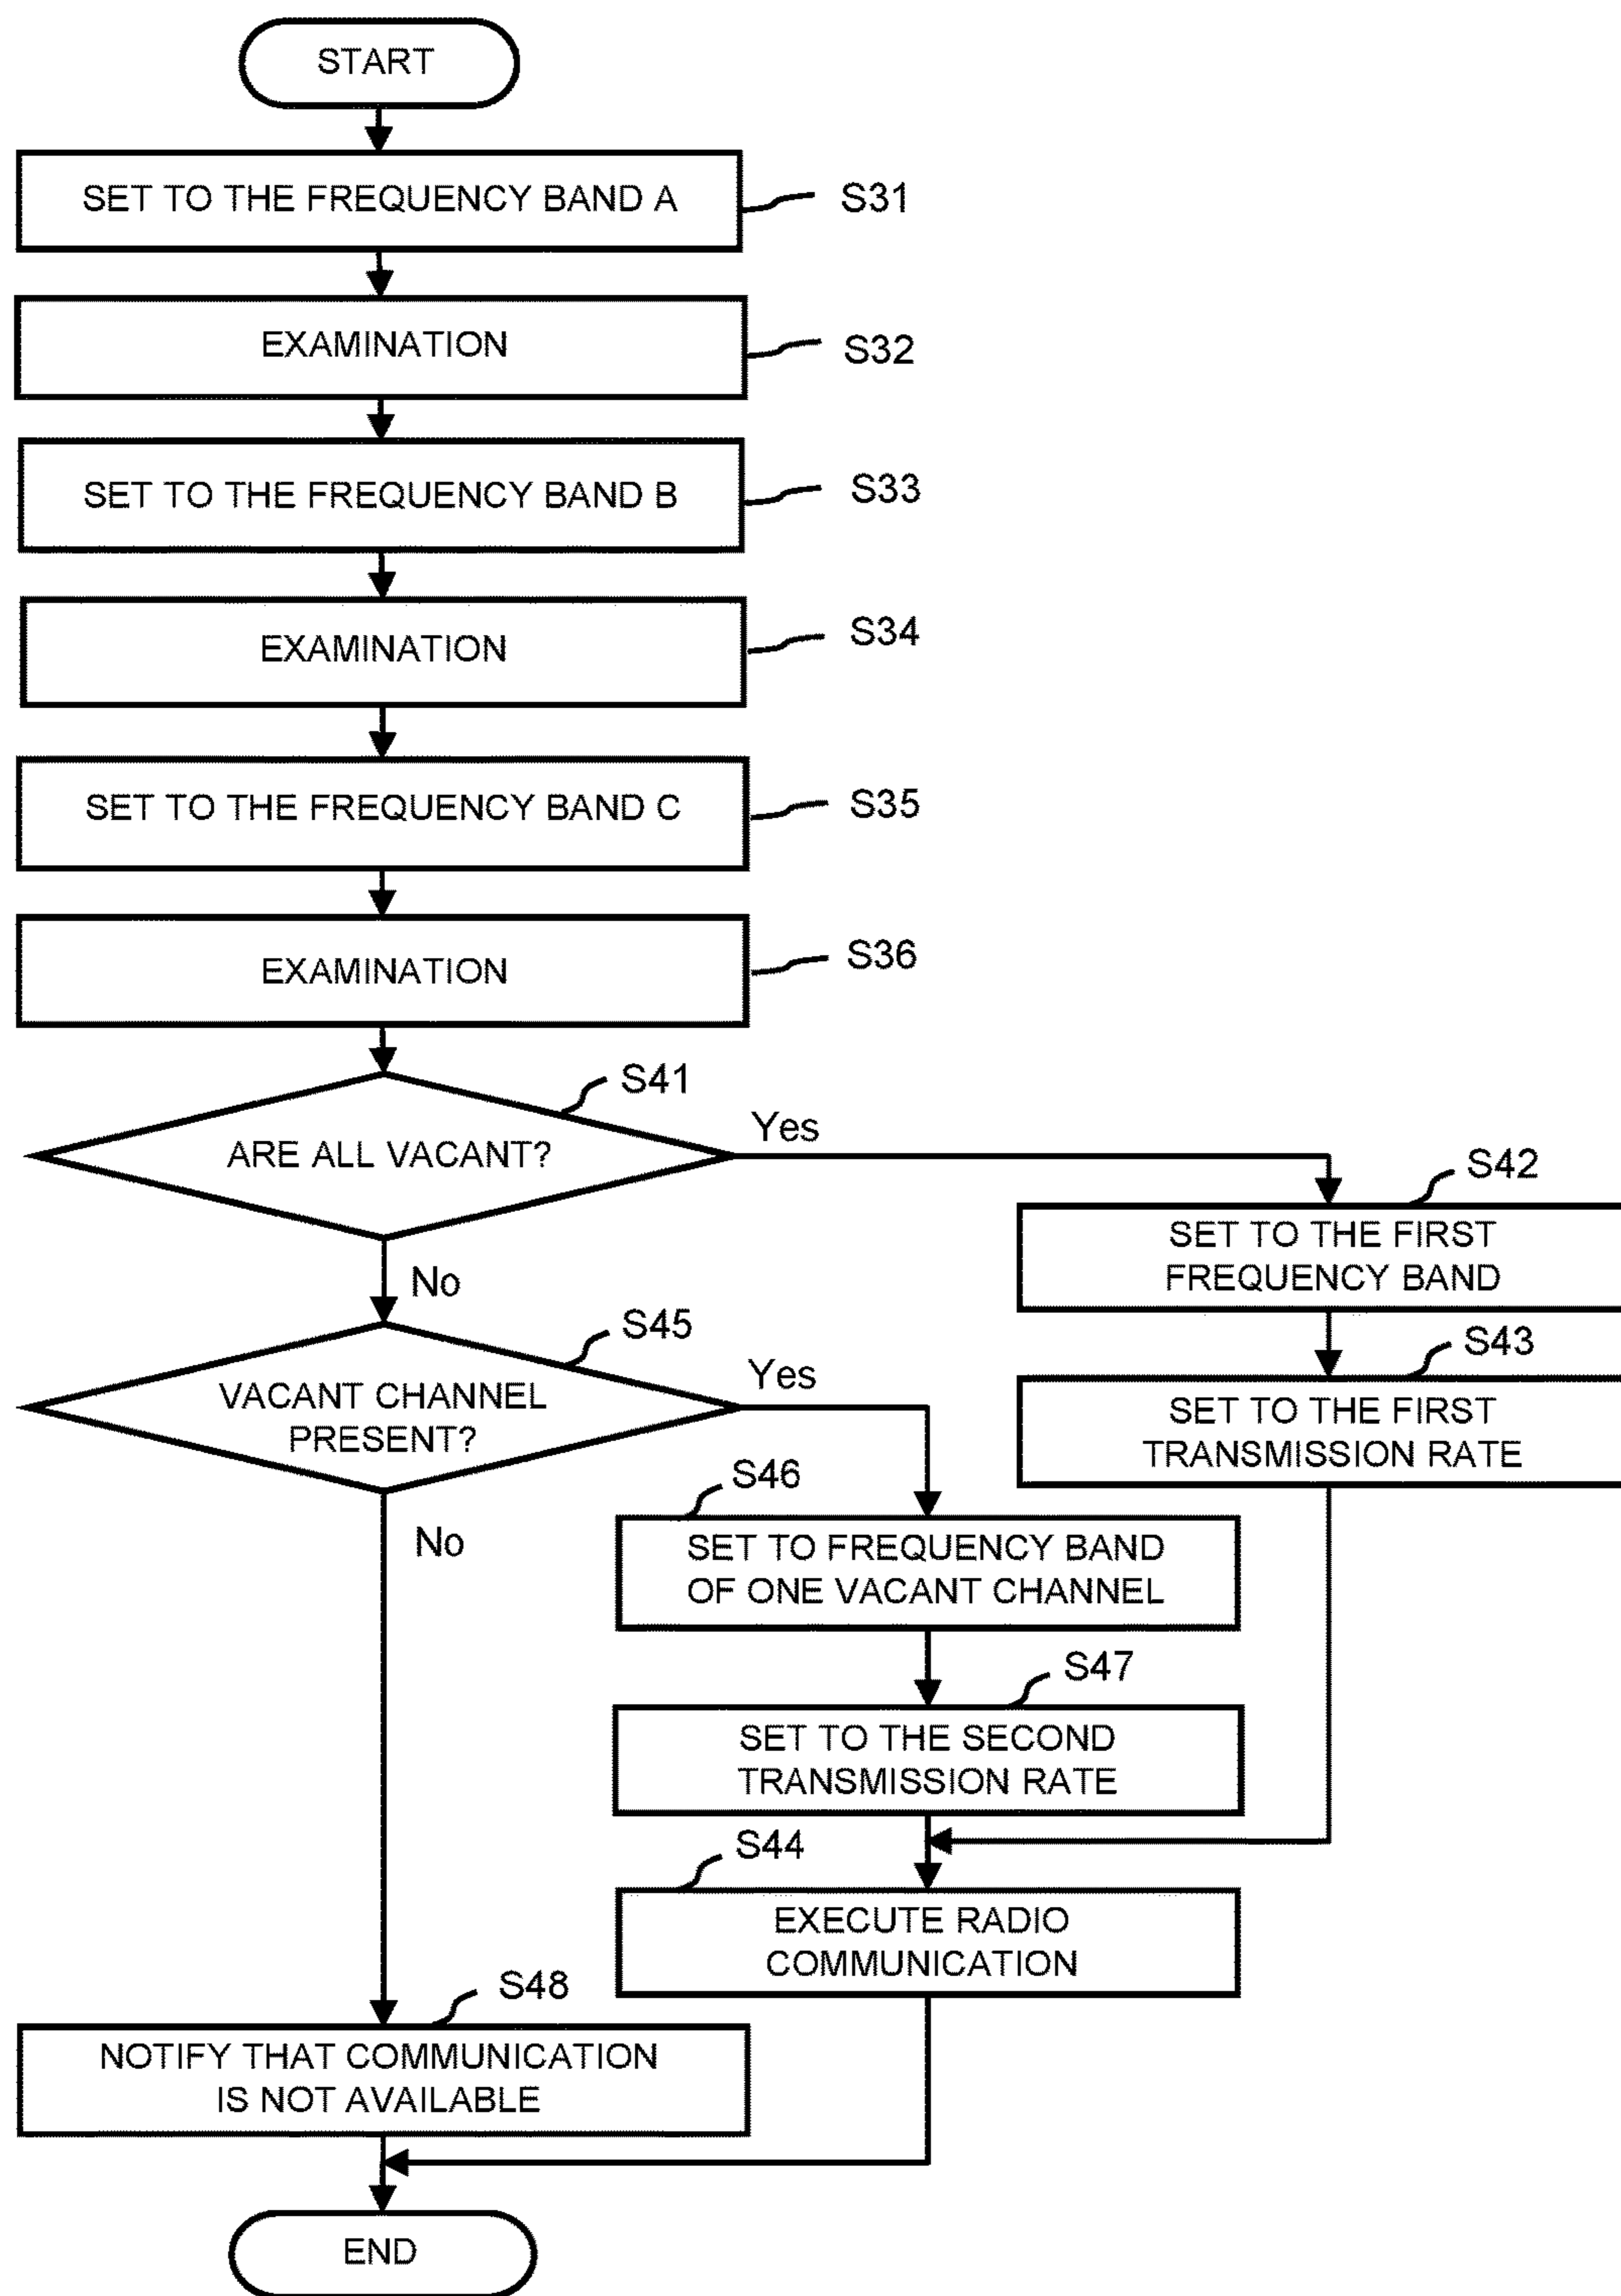 START
SET TO THE FREQUENCY BAND A
S31
EXAMINATION
S32
SET TO THE FREQUENCY BAND B
S33
EXAMINATION
S34
SET TO THE FREQUENCY BAND C
S35
EXAMINATION
S36
S41
ARE ALL VACANT?
Yes
No
S42
SET TO THE FIRST
FREQUENCY BAND
S43
SET TO THE FIRST
TRANSMISSION RATE
S45
VACANT CHANNEL
PRESENT?
Yes
No
S46
SET TO FREQUENCY BAND
OF ONE VACANT CHANNEL
S47
SET TO THE SECOND
TRANSMISSION RATE
S44
EXECUTE RADIO
COMMUNICATION
S48
NOTIFY THAT COMMUNICATION
IS NOT AVAILABLE
END